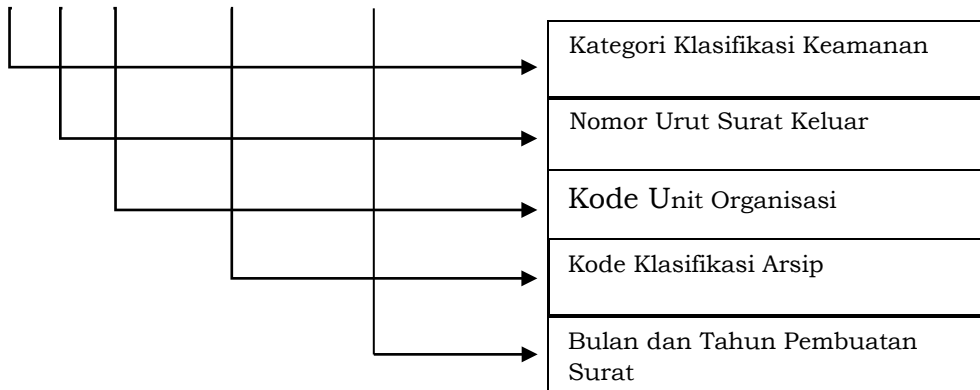 Kategori Klasifikasi Keamanan
Nomor Urut Surat Keluar
Kode Unit Organisasi
Kode Klasifikasi Arsip
Bulan dan Tahun Pembuatan
Surat